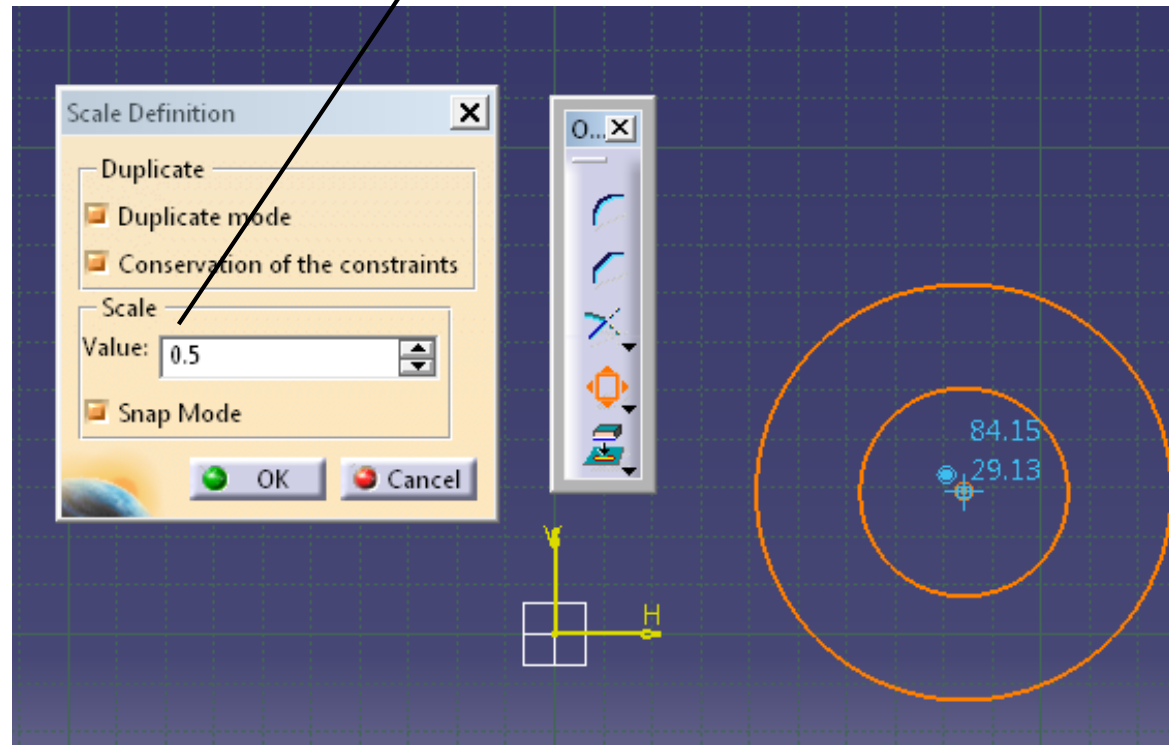 Scale Definition
Duplicate
Duplicate mode
Conservation of the constraints
Scale
Value: 0.5
Snap Mode
OK Cancel
O...
84.15
29.13
V
H